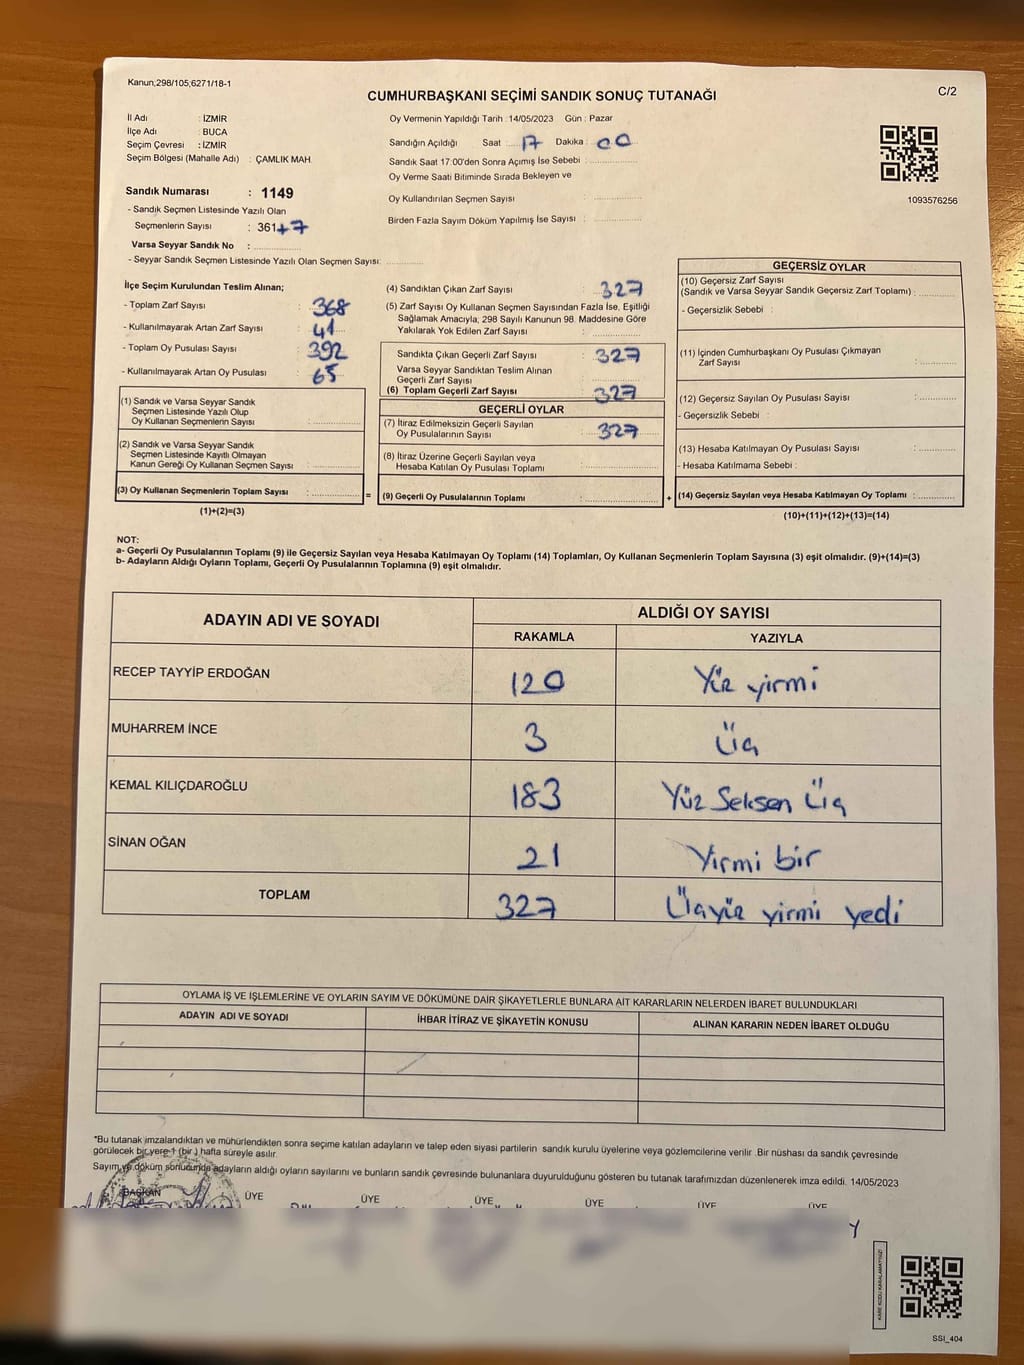 Kanun,298/105,6271/18-1
C/2
CUMHURBAŞKANI SEÇİMİ SANDIK SONUÇ TUTANAĞI
İl Adı : İZMİR
İlçe Adı : BUCA
Seçim Çevresi : İZMİR
Seçim Bölgesi (Mahalle Adı) : ÇAMLIK MAH.
Sandık Numarası : 1149
- Sandık Seçmen Listesinde Yazılı Olan
Seçmenlerin Sayısı : 361+7
Varsa Seyyar Sandık No :
- Seyyar Sandık Seçmen Listesinde Yazılı Olan Seçmen Sayısı:
Oy Vermenin Yapıldığı Tarih : 14/05/2023 Gün : Pazar
Sandığın Açıldığı Saat : 17 Dakika : 00
Sandık Saat 17:00'den Sonra Açımış İse Sebebi :
Oy Verme Saati Bitiminde Sırada Bekleyen ve
Oy Kullandırılan Seçmen Sayısı :
Birden Fazla Sayım Döküm Yapılmış İse Sayısı :
1093576256
İlçe Seçim Kurulundan Teslim Alınan;
- Toplam Zarf Sayısı : 368
- Kullanılmayarak Artan Zarf Sayısı : 41
- Toplam Oy Pusulası Sayısı : 392
- Kullanılmayarak Artan Oy Pusulası : 65
(1) Sandık ve Varsa Seyyar Sandık
Seçmen Listesinde Yazılı Olup
Oy Kullanan Seçmenlerin Sayısı :
(2) Sandık ve Varsa Seyyar Sandık
Seçmen Listesinde Kayıtlı Olmayan
Kanun Gereği Oy Kullanan Seçmen Sayısı :
(3) Oy Kullanan Seçmenlerin Toplam Sayısı :
(1)+(2)=(3)
=
(4) Sandıktan Çıkan Zarf Sayısı : 327
(5) Zarf Sayısı Oy Kullanan Seçmen Sayısından Fazla İse, Eşitliği
Sağlamak Amacıyla, 298 Sayılı Kanunun 98. Maddesine Göre
Yakılarak Yok Edilen Zarf Sayısı :
Sandıkta Çıkan Geçerli Zarf Sayısı : 327
Varsa Seyyar Sandıktan Teslim Alınan
Geçerli Zarf Sayısı :
(6) Toplam Geçerli Zarf Sayısı : 327
GEÇERLİ OYLAR
(7) İtiraz Edilmeksizin Geçerli Sayılan
Oy Pusulalarının Sayısı : 327
(8) İtiraz Üzerine Geçerli Sayılan veya
Hesaba Katılan Oy Pusulası Toplamı :
(9) Geçerli Oy Pusulalarının Toplamı :
+
GEÇERSİZ OYLAR
(10) Geçersiz Zarf Sayısı
(Sandık ve Varsa Seyyar Sandık Geçersiz Zarf Toplamı) :
- Geçersizlik Sebebi :
(11) İçinden Cumhurbaşkanı Oy Pusulası Çıkmayan
Zarf Sayısı :
(12) Geçersiz Sayılan Oy Pusulası Sayısı :
- Geçersizlik Sebebi :
(13) Hesaba Katılmayan Oy Pusulası Sayısı :
- Hesaba Katılmama Sebebi :
(14) Geçersiz Sayılan veya Hesaba Katılmayan Oy Toplamı :
(10)+(11)+(12)+(13)=(14)
NOT:
a- Geçerli Oy Pusulalarının Toplamı (9) ile Geçersiz Sayılan veya Hesaba Katılmayan Oy Toplamı (14) Toplamları, Oy Kullanan Seçmenlerin Toplam Sayısına (3) eşit olmalıdır. (9)+(14)=(3)
b- Adayların Aldığı Oyların Toplamı, Geçerli Oy Pusulalarının Toplamına (9) eşit olmalıdır.
ADAYIN ADI VE SOYADI ALDIĞI OY SAYISI
RAKAMLA YAZIYLA
RECEP TAYYİP ERDOĞAN 120 Yüz yirmi
MUHARREM İNCE 3 Üç
KEMAL KILIÇDAROĞLU 183 Yüz Seksen Üç
SİNAN OĞAN 21 Yirmi bir
TOPLAM 327 Üçyüz yirmi yedi
OYLAMA İŞ VE İŞLEMLERİNE VE OYLARIN SAYIM VE DÖKÜMÜNE DAİR ŞİKAYETLERLE BUNLARA AİT KARARLARIN NELERDEN İBARET BULUNDUKLARI
ADAYIN ADI VE SOYADI İHBAR İTİRAZ VE ŞİKAYETİN KONUSU ALINAN KARARIN NEDEN İBARET OLDUĞU
*Bu tutanak imzalandıktan ve mühürlendikten sonra seçime katılan adayların ve talep eden siyasi partilerin sandık kurulu üyelerine veya gözlemcilerine verilir. Bir nüshası da sandık çevresinde
görülecek bir yere 1 (bir ) hafta süreyle asılır.
Sayım ve döküm sonucunda adayların aldığı oyların sayılarını ve bunların sandık çevresinde bulunanlara duyurulduğunu gösteren bu tutanak tarafımızdan düzenlenerek imza edildi. 14/05/2023
BAŞKAN ÜYE ÜYE ÜYE ÜYE ÜYE ÜYE
KARE KODU KARALAMAYINIZ!
SSİ_404